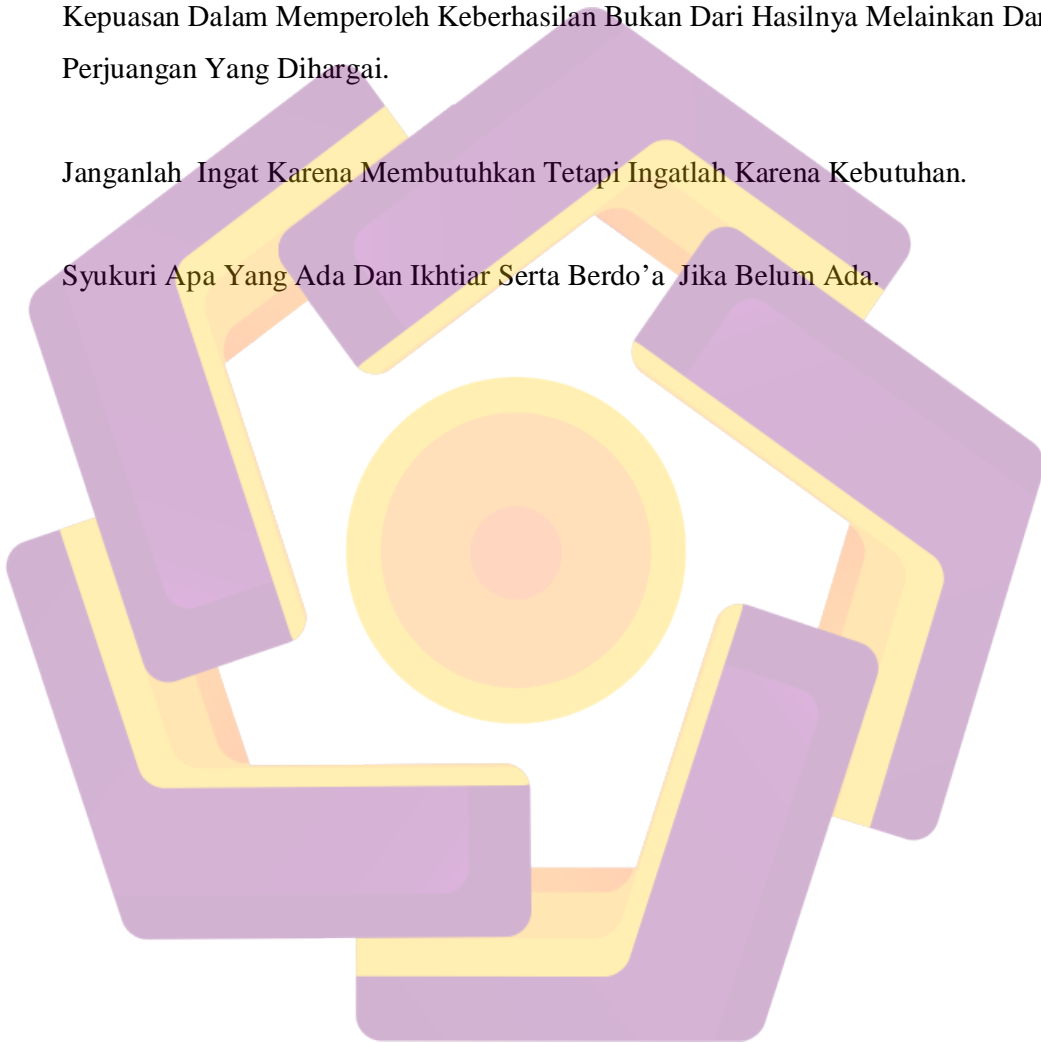 Kepuasan Dalam Memperoleh Keberhasilan Bukan Dari Hasilnya Melainkan
Perjuangan Yang Dihargai.
Janganlah Ingat Karena Membutuhkan Tetapi Ingatlah Karena Kebutuhan.
Syukuri Apa Yang Ada Dan Ikhtiar Serta Berdo’a Jika Belum Ada.